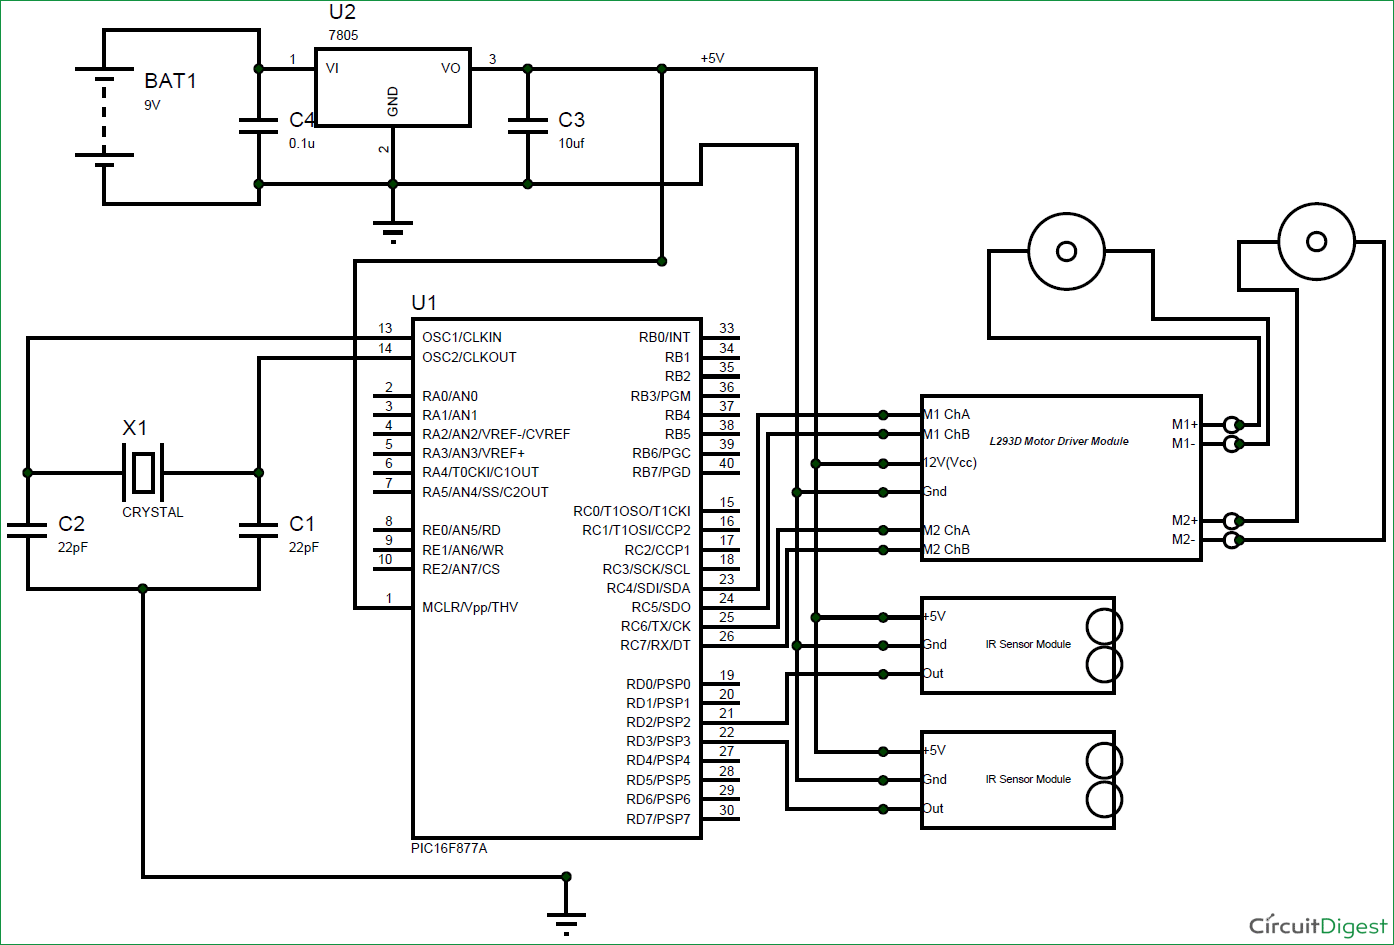 U2
7805
1
VI
VO
3
GND
2
+5V
BAT1
9V
C4
0.1u
C3
10uf
U1
13
OSC1/CLKIN
14
OSC2/CLKOUT
2
RA0/AN0
3
RA1/AN1
4
RA2/AN2/VREF-/CVREF
5
RA3/AN3/VREF+
6
RA4/T0CKI/C1OUT
7
RA5/AN4/SS/C2OUT
8
RE0/AN5/RD
9
RE1/AN6/WR
10
RE2/AN7/CS
1
MCLR/Vpp/THV
RB0/INT
33
RB1
34
RB2
35
RB3/PGM
36
RB4
37
RB5
38
RB6/PGC
39
RB7/PGD
40
RC0/T1OSO/T1CKI
15
RC1/T1OSI/CCP2
16
RC2/CCP1
17
RC3/SCK/SCL
18
RC4/SDI/SDA
23
RC5/SDO
24
RC6/TX/CK
25
RC7/RX/DT
26
RD0/PSP0
19
RD1/PSP1
20
RD2/PSP2
21
RD3/PSP3
22
RD4/PSP4
27
RD5/PSP5
28
RD6/PSP6
29
RD7/PSP7
30
PIC16F877A
X1
CRYSTAL
C2
22pF
C1
22pF
M1 ChA
M1 ChB
12V(Vcc)
Gnd
M2 ChA
M2 ChB
L293D Motor Driver Module
M1+
M1-
M2+
M2-
+5V
Gnd
Out
IR Sensor Module
+5V
Gnd
Out
IR Sensor Module
CircuitDigest